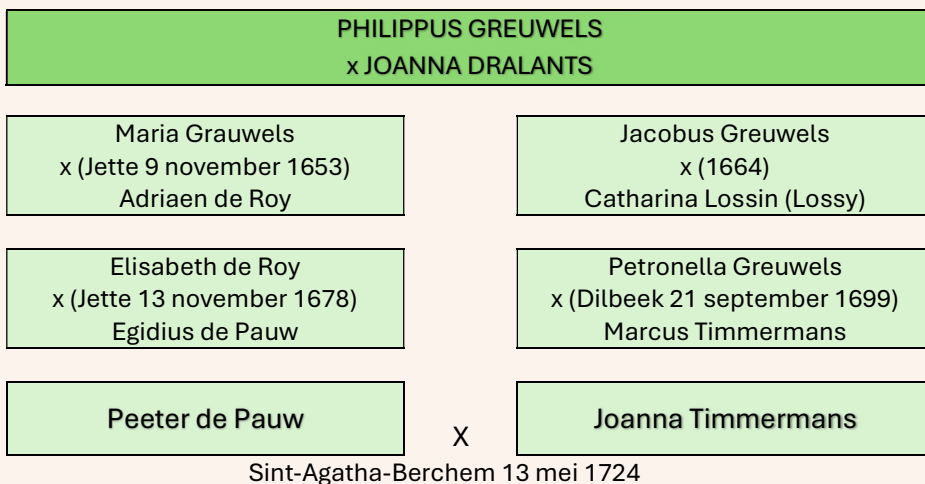 PHILIPPUS GREUWELS
x JOANNA DRALANTS
Maria Grauwels
x (Jette 9 november 1653)
Adriaen de Roy
Jacobus Greuwels
x (1664)
Catharina Lossin (Lossy)
Elisabeth de Roy
x (Jette 13 november 1678)
Egidius de Pauw
Petronella Greuwels
x (Dilbeek 21 september 1699)
Marcus Timmermans
Peeter de Pauw
X
Joanna Timmermans
Sint-Agatha-Berchem 13 mei 1724